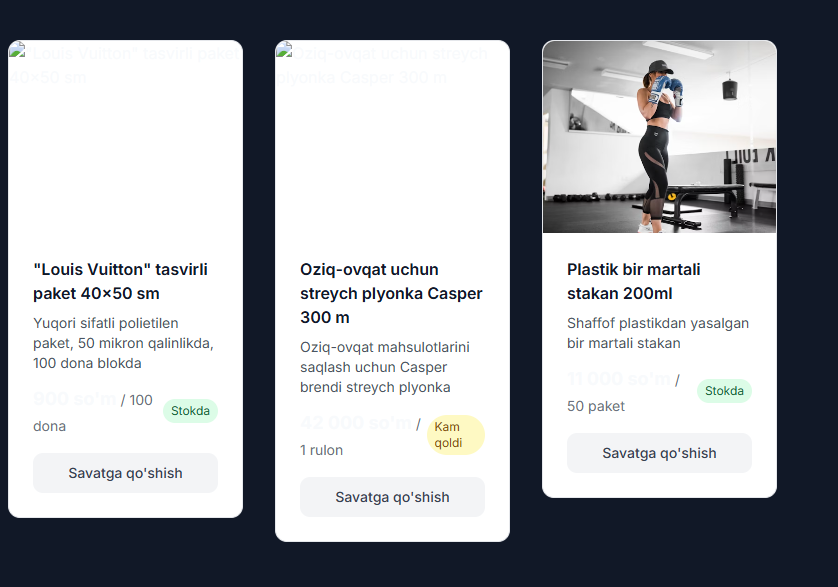 "Louis Vuitton" tasvirli paket
40×50 sm
"Louis Vuitton" tasvirli
paket 40×50 sm
Yuqori sifatli polietilen
paket, 50 mikron qalinlikda,
100 dona blokda
800 so'm / 100
dona
Stokda
Savatga qo'shish
Oziq-ovqat uchun streych
plyonka Casper 300 m
Oziq-ovqat uchun
streych plyonka Casper
300 m
Oziq-ovqat mahsulotlarini
saqlash uchun Casper
brendi streych plyonka
42 000 so'm /
1 rulon
Kam
qoldi
Savatga qo'shish
Plastik bir martali
stakan 200ml
Shaffof plastikdan yasalgan
bir martali stakan
11 000 so'm /
50 paket
Stokda
Savatga qo'shish